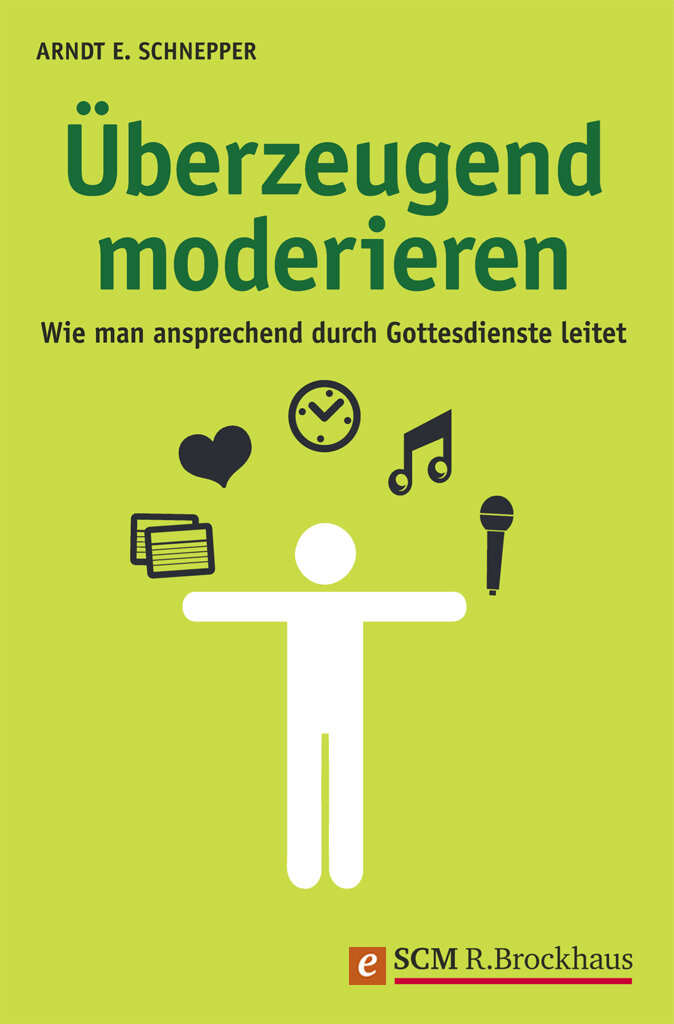 ARNDT E. SCHNEPPER
Überzeugend
moderieren
Wie man ansprechend durch Gottesdienste leitet
e SCM R.Brockhaus